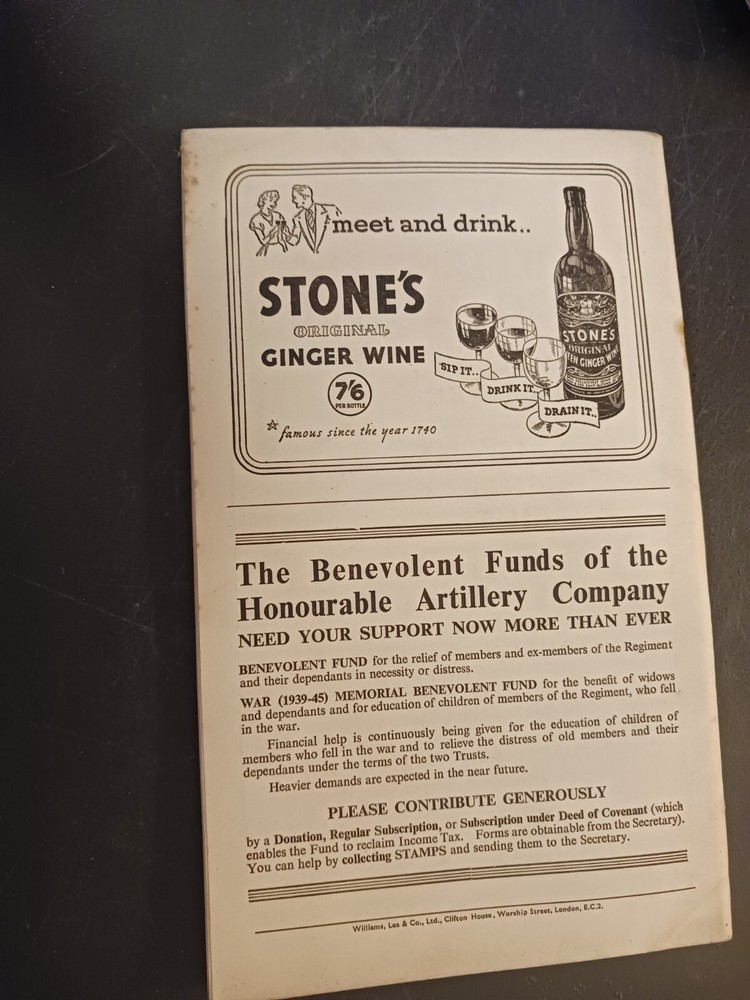 meet and drink..
STONE'S
ORIGINAL
GINGER WINE
7'6
PER BOTTLE
☆ famous since the year 1740
SIP IT..
DRINK IT..
DRAIN IT..
STONE'S
ORIGINAL
GINGER WINE
The Benevolent Funds of the
Honourable Artillery Company
NEED YOUR SUPPORT NOW MORE THAN EVER
BENEVOLENT FUND for the relief of members and ex-members of the Regiment
and their dependants in necessity or distress.
WAR (1939-45) MEMORIAL BENEVOLENT FUND for the benefit of widows
and dependants and for education of children of members of the Regiment, who fell
in the war.
Financial help is continuously being given for the education of children of
members who fell in the war and to relieve the distress of old members and their
dependants under the terms of the two Trusts.
Heavier demands are expected in the near future.
PLEASE CONTRIBUTE GENEROUSLY
by a Donation, Regular Subscription, or Subscription under Deed of Covenant (which
enables the Fund to reclaim Income Tax. Forms are obtainable from the Secretary).
You can help by collecting STAMPS and sending them to the Secretary.
Williams, Lea & Co., Ltd., Clifton House, Worship Street, London, E.C.2.